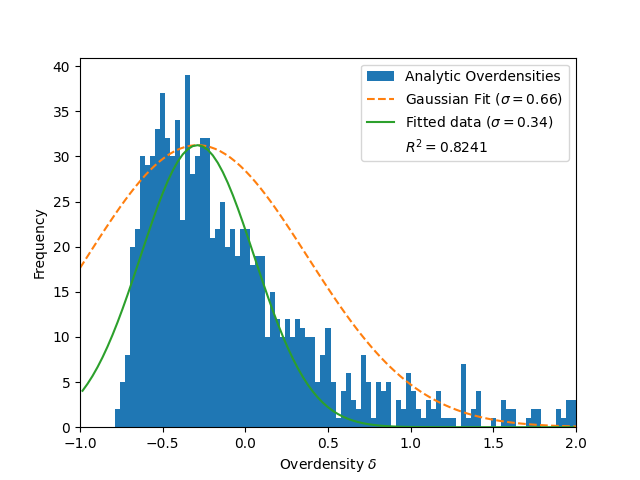 Analytic Overdensities
Gaussian Fit (σ = 0.66)
Fitted data (σ = 0.34)
R² = 0.8241
Frequency
40
35
30
25
20
15
10
5
0
−1.0 −0.5 0.0 0.5 1.0 1.5 2.0
Overdensity δ